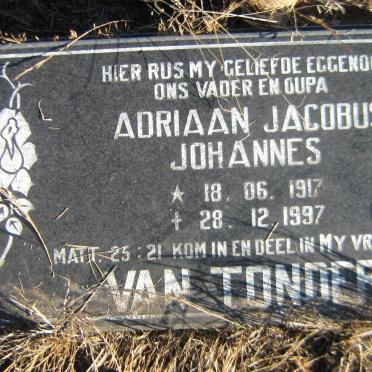 HIER RUS MY GELIEFDE EGGENO
ONS VADER EN OUPA
ADRIAAN JACOBUS
JOHANNES
★ 18. 06. 1917
✝ 28. 12. 1997
MATT 25:21 KOM IN EN DEEL IN MY VR
VAN TONDER